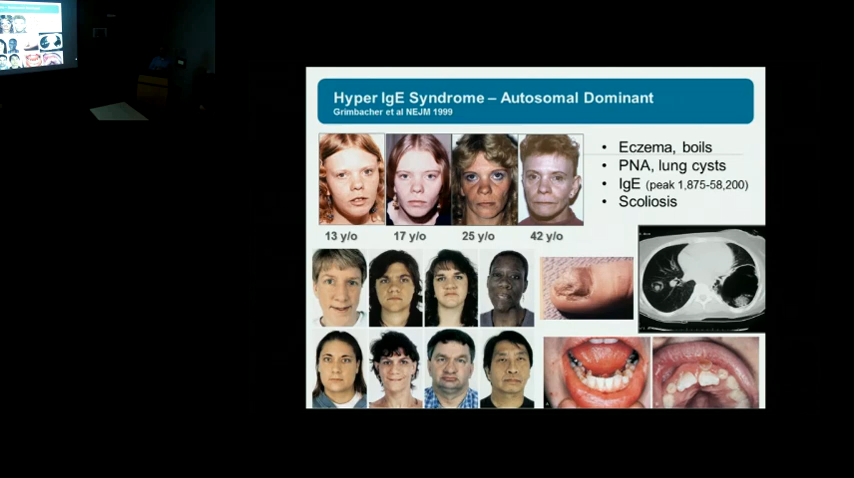 Hyper IgE Syndrome – Autosomal Dominant
Grimbacher et al NEJM 1999
• Eczema, boils
• PNA, lung cysts
• IgE (peak 1,875-58,200)
• Scoliosis
13 y/o 17 y/o 25 y/o 42 y/o